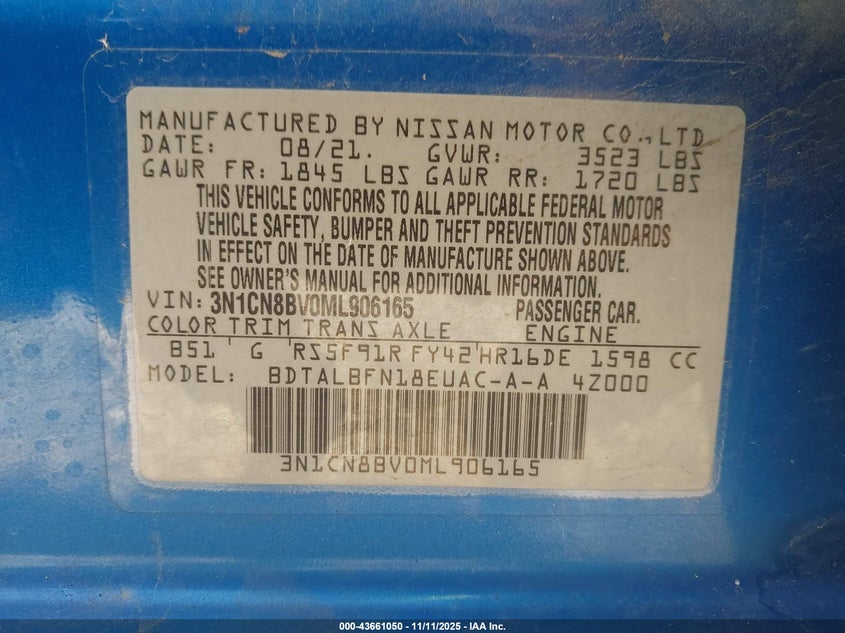 MANUFACTURED BY NISSAN MOTOR CO.,LTD
DATE: 08/21. GVWR: 3523 LBS
GAWR FR: 1845 LBS GAWR RR: 1720 LBS
THIS VEHICLE CONFORMS TO ALL APPLICABLE FEDERAL MOTOR
VEHICLE SAFETY, BUMPER AND THEFT PREVENTION STANDARDS
IN EFFECT ON THE DATE OF MANUFACTURE SHOWN ABOVE.
SEE OWNER'S MANUAL FOR ADDITIONAL INFORMATION.
VIN: 3N1CN8BV0ML906165 PASSENGER CAR.
COLOR TRIM TRANS AXLE ENGINE
B51 ' G 'RS5F91R FY42'HR16DE 1598 CC
MODEL: BDTALBFN18EUAC-A-A 4Z000
3N1CN8BV0ML906165
000-43661050 - 11/11/2025 - IAA Inc.